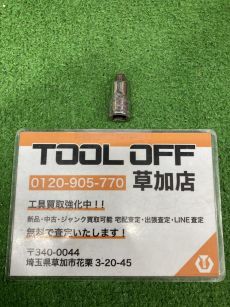 TOOL OFF
0120-905-770 草加店
工具買取強化中!!
新品・中古・ジャンク買取可能 宅配査定・出張査定・LINE査定
無料で査定いたします!
〒340-0044
埼玉県草加市花栗 3-20-45